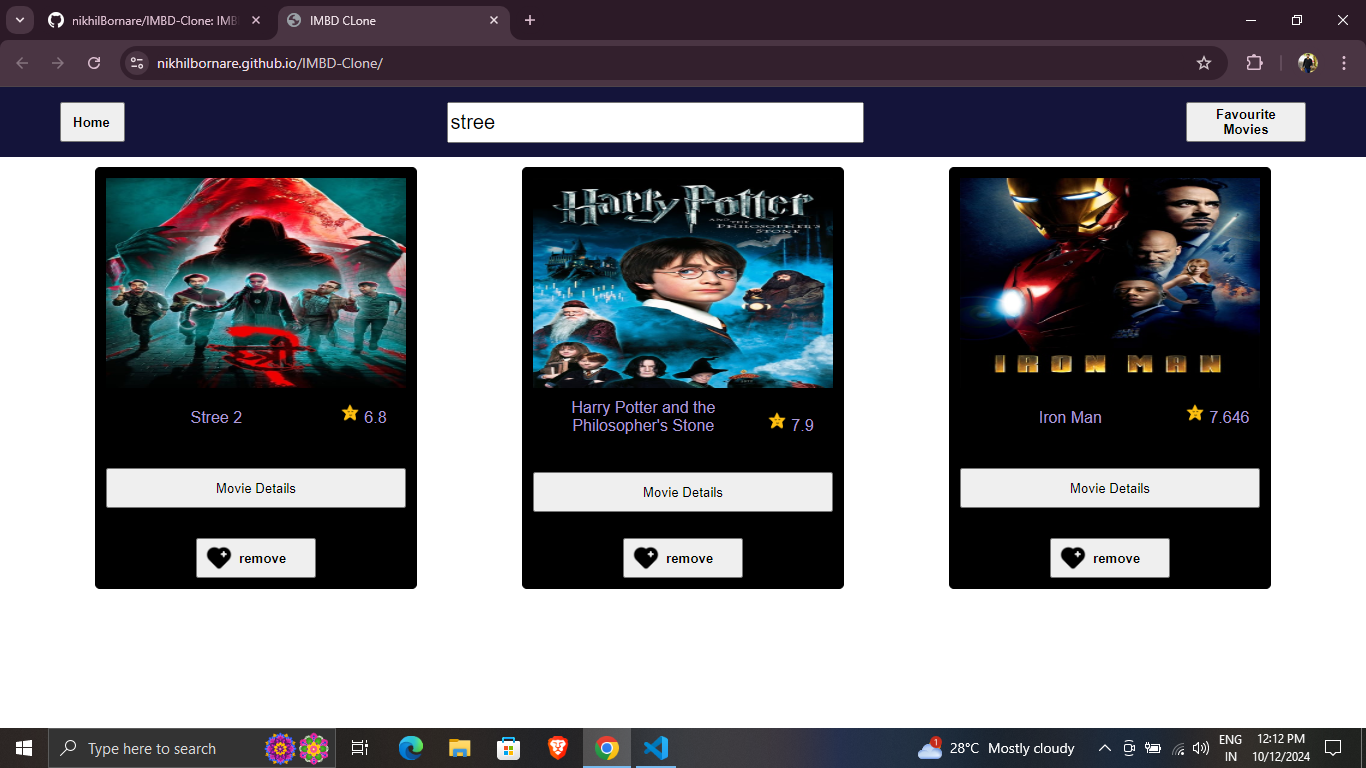 nikhilBornare/IMBD-Clone: IMB
IMBD CLone
nikhilbornare.github.io/IMBD-Clone/
Home
stree
Favourite
Movies
स्त्री
2
Harry Potter
AND THE
PHILOSOPHER'S
STONE
IRON MAN
Stree 2
6.8
Harry Potter and the
Philosopher's Stone
7.9
Iron Man
7.646
Movie Details
Movie Details
Movie Details
remove
remove
remove
Type here to search
1
28°C Mostly cloudy
ENG
IN
12:12 PM
10/12/2024